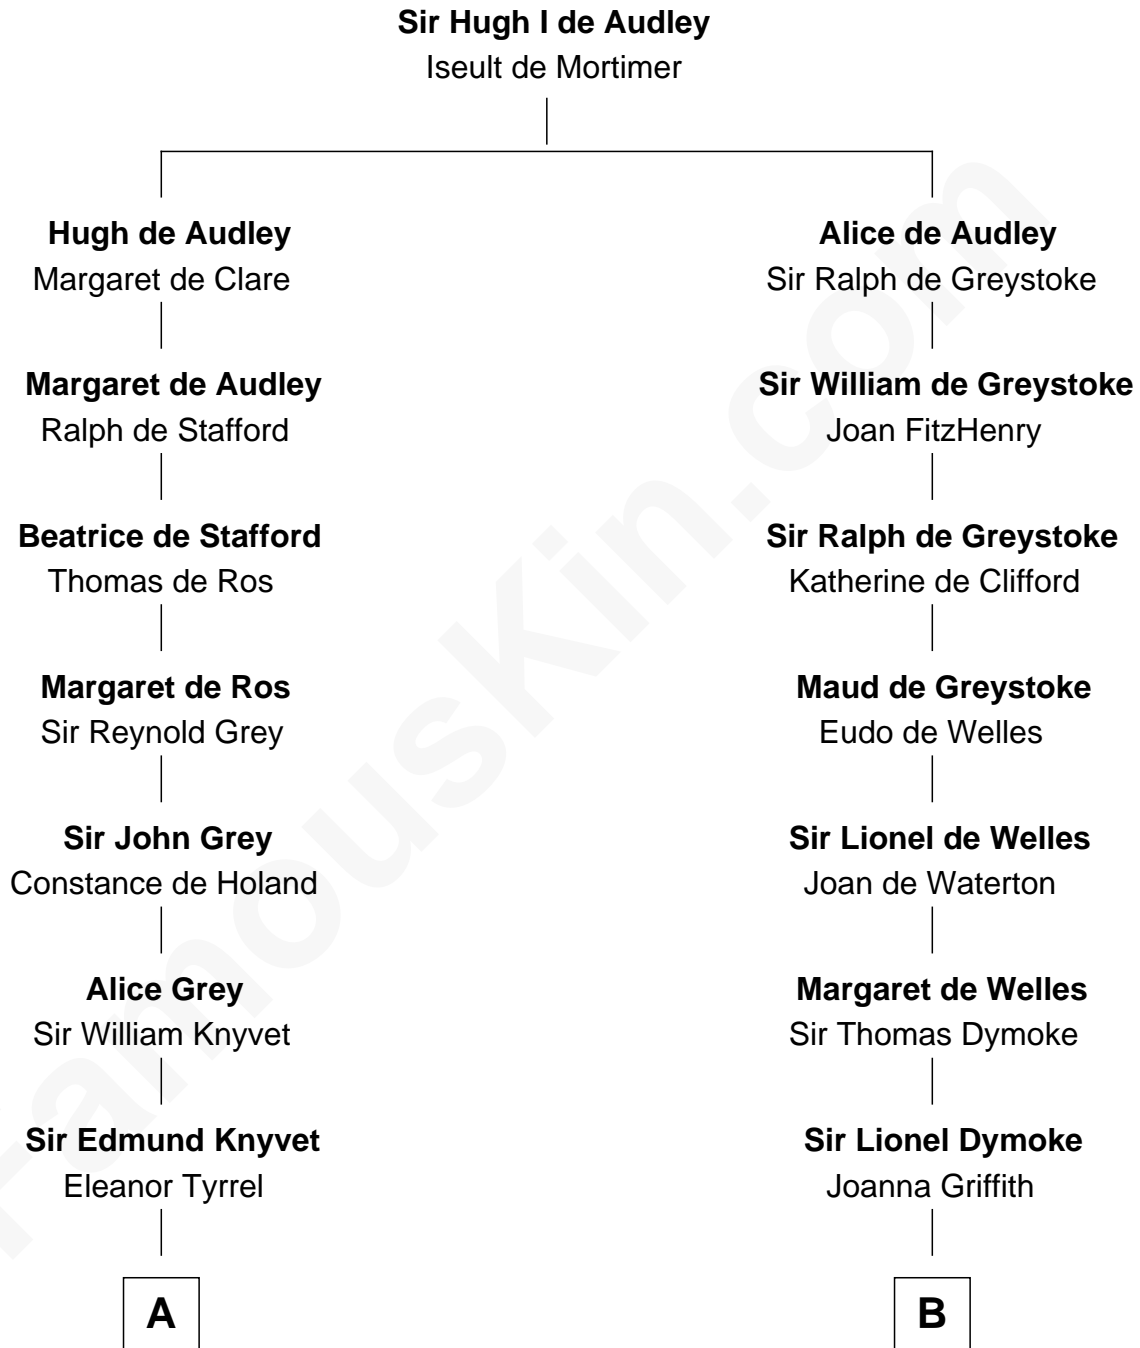 Sir Hugh I de Audley
Iseult de Mortimer
Hugh de Audley
Margaret de Clare
Alice de Audley
Sir Ralph de Greystoke
Margaret de Audley
Ralph de Stafford
Sir William de Greystoke
Joan FitzHenry
Beatrice de Stafford
Thomas de Ros
Sir Ralph de Greystoke
Katherine de Clifford
Margaret de Ros
Sir Reynold Grey
Maud de Greystoke
Eudo de Welles
Sir John Grey
Constance de Holand
Sir Lionel de Welles
Joan de Waterton
Alice Grey
Sir William Knyvet
Margaret de Welles
Sir Thomas Dymoke
Sir Edmund Knyvet
Eleanor Tyrrel
Sir Lionel Dymoke
Joanna Griffith
A
B
FamousKin.com